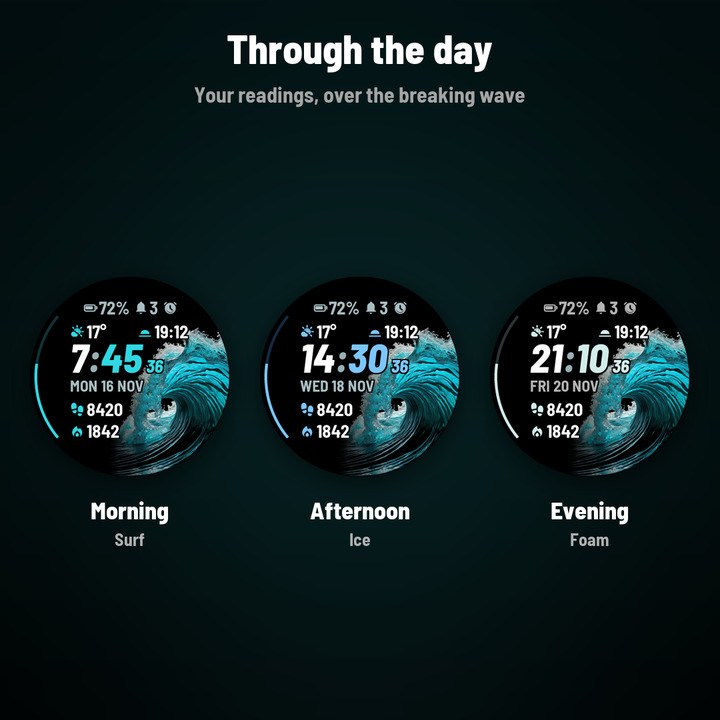 Through the day
Your readings, over the breaking wave
72% 3
17° 19:12
7:45 36
MON 16 NOV
8420
1842
72% 3
17° 19:12
14:30 36
WED 18 NOV
8420
1842
72% 3
17° 19:12
21:10 36
FRI 20 NOV
8420
1842
Morning
Surf
Afternoon
Ice
Evening
Foam